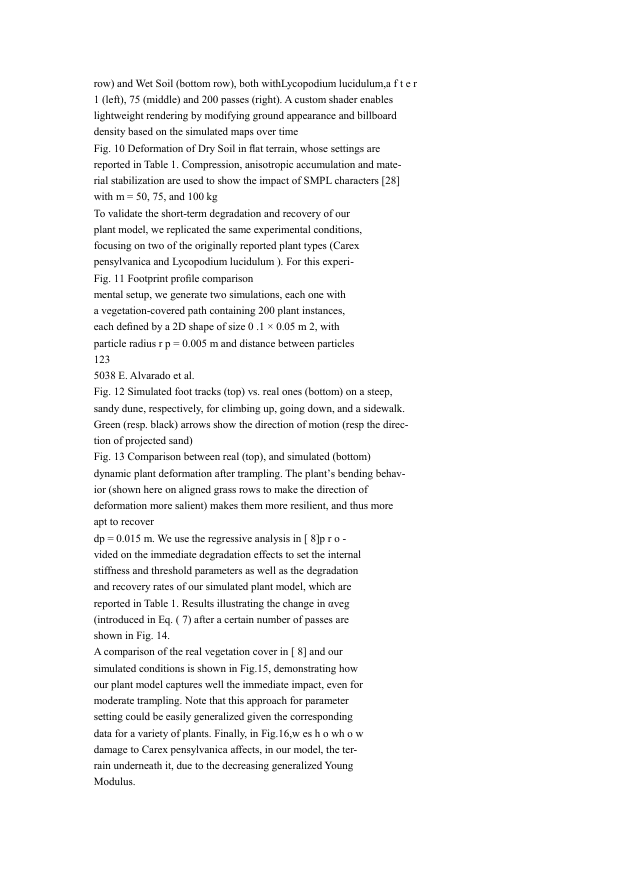 row) and Wet Soil (bottom row), both withLycopodium lucidulum,a f t e r
1 (left), 75 (middle) and 200 passes (right). A custom shader enables
lightweight rendering by modifying ground appearance and billboard
density based on the simulated maps over time
Fig. 10 Deformation of Dry Soil in flat terrain, whose settings are
reported in Table 1. Compression, anisotropic accumulation and mate-
rial stabilization are used to show the impact of SMPL characters [28]
with m = 50, 75, and 100 kg
To validate the short-term degradation and recovery of our
plant model, we replicated the same experimental conditions,
focusing on two of the originally reported plant types (Carex
pensylvanica and Lycopodium lucidulum ). For this experi-
Fig. 11 Footprint profile comparison
mental setup, we generate two simulations, each one with
a vegetation-covered path containing 200 plant instances,
each defined by a 2D shape of size 0 .1 × 0.05 m 2, with
particle radius r p = 0.005 m and distance between particles
123
5038 E. Alvarado et al.
Fig. 12 Simulated foot tracks (top) vs. real ones (bottom) on a steep,
sandy dune, respectively, for climbing up, going down, and a sidewalk.
Green (resp. black) arrows show the direction of motion (resp the direc-
tion of projected sand)
Fig. 13 Comparison between real (top), and simulated (bottom)
dynamic plant deformation after trampling. The plant's bending behav-
ior (shown here on aligned grass rows to make the direction of
deformation more salient) makes them more resilient, and thus more
apt to recover
dp = 0.015 m. We use the regressive analysis in [ 8]p r o -
vided on the immediate degradation effects to set the internal
stiffness and threshold parameters as well as the degradation
and recovery rates of our simulated plant model, which are
reported in Table 1. Results illustrating the change in αveg
(introduced in Eq. ( 7) after a certain number of passes are
shown in Fig. 14.
A comparison of the real vegetation cover in [ 8] and our
simulated conditions is shown in Fig.15, demonstrating how
our plant model captures well the immediate impact, even for
moderate trampling. Note that this approach for parameter
setting could be easily generalized given the corresponding
data for a variety of plants. Finally, in Fig.16,w es h o wh o w
damage to Carex pensylvanica affects, in our model, the ter-
rain underneath it, due to the decreasing generalized Young
Modulus.